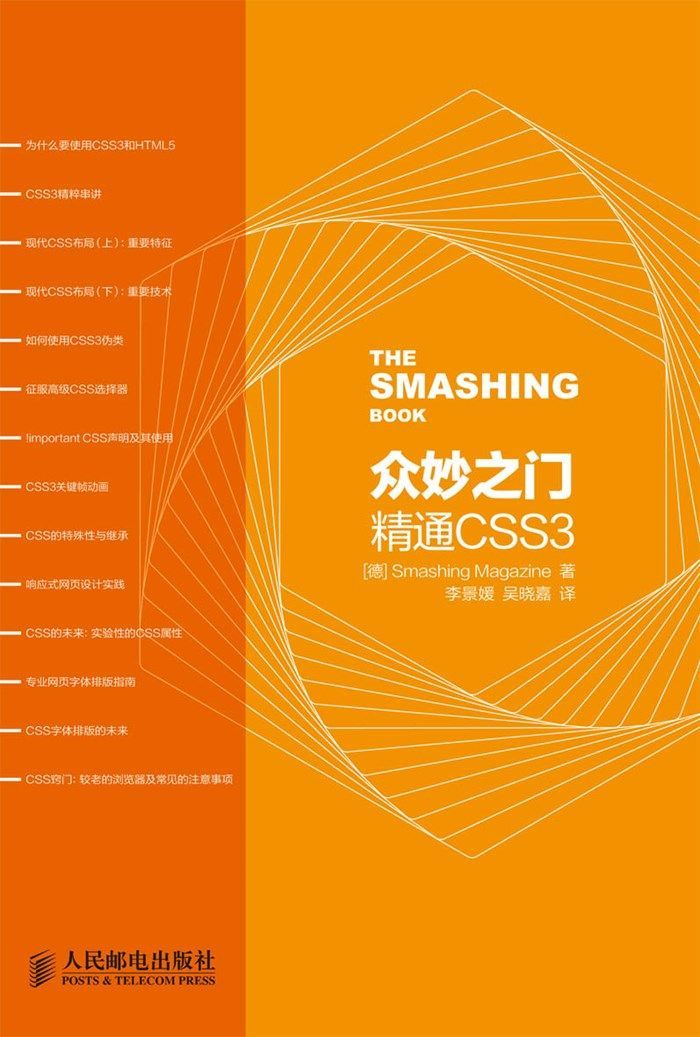 为什么要使用CSS3和HTML5
CSS3精粹串讲
现代CSS布局（上）：重要特征
现代CSS布局（下）：重要技术
如何使用CSS3伪类
征服高级CSS选择器
!important CSS声明及其使用
CSS3关键帧动画
CSS的特殊性与继承
响应式网页设计实践
CSS的未来：实验性的CSS属性
专业网页字体排版指南
CSS字体排版的未来
CSS窍门：较老的浏览器及常见的注意事项
THE
SMASHING
BOOK
众妙之门
精通CSS3
[德] Smashing Magazine 著
李景媛 吴晓嘉 译
人民邮电出版社
POSTS & TELECOM PRESS